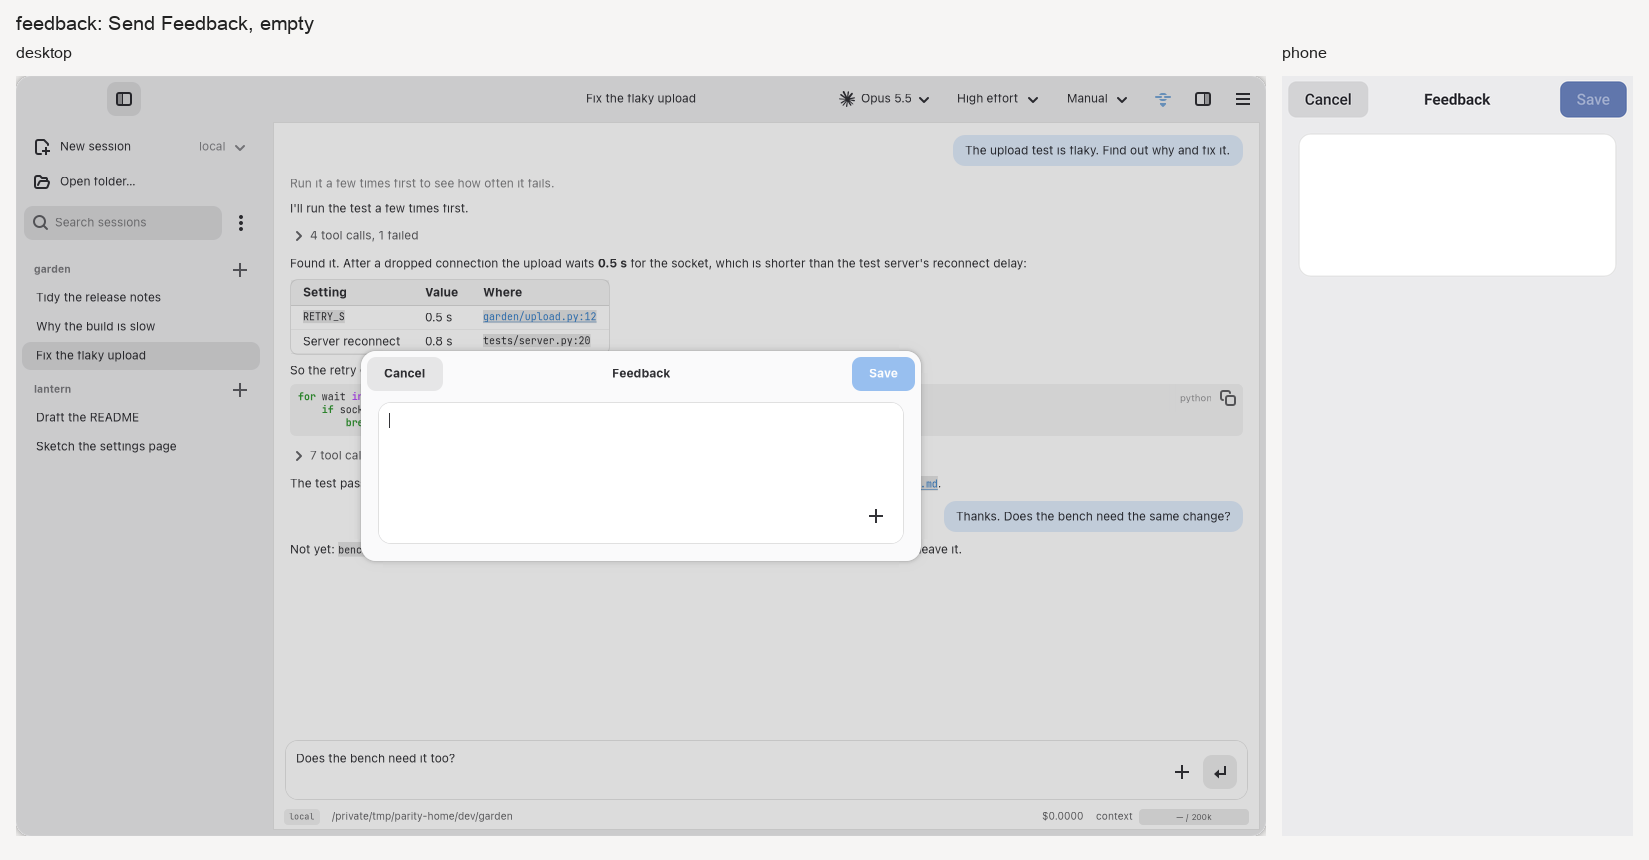 feedback: Send Feedback, empty
desktop
phone
Fix the flaky upload
Opus 5.5
High effort
Manual
New session
local
Open folder...
Search sessions
garden
Tidy the release notes
Why the build is slow
Fix the flaky upload
lantern
Draft the README
Sketch the settings page
The upload test is flaky. Find out why and fix it.
Run it a few times first to see how often it fails.
I'll run the test a few times first.
4 tool calls, 1 failed
Found it. After a dropped connection the upload waits 0.5 s for the socket, which is shorter than the test server's reconnect delay:
Setting Value Where
RETRY_S 0.5 s garden/upload.py:12
Server reconnect 0.8 s tests/server.py:20
So the retry
for wait in
python
if sock
bre
7 tool cal
The test pas
.md.
Thanks. Does the bench need the same change?
Not yet: benc
eave it.
Cancel
Feedback
Save
Does the bench need it too?
local
/private/tmp/parity-home/dev/garden
$0.0000
context
— / 200k
Cancel
Feedback
Save